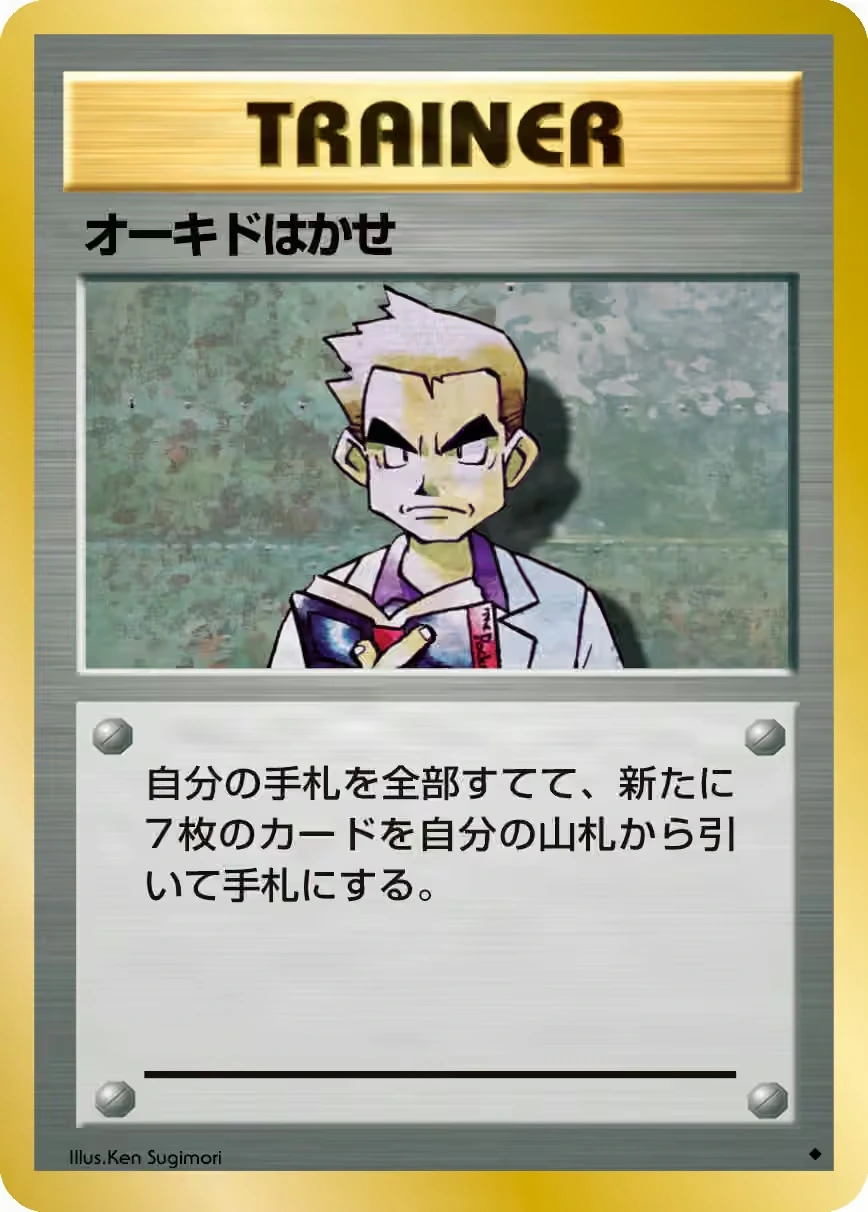 TRAINER
オーキドはかせ
自分の手札を全部すてて、新たに
７枚のカードを自分の山札から引
いて手札にする。
Illus.Ken Sugimori